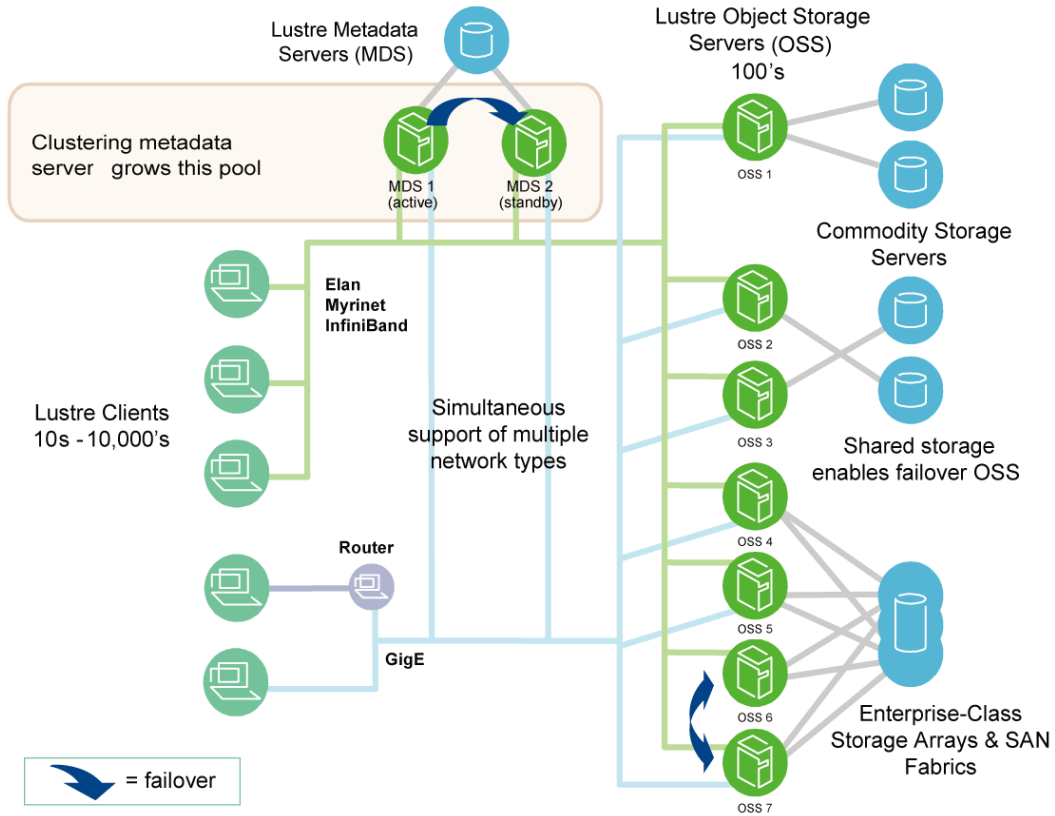 Lustre Metadata
Servers (MDS)
Lustre Object Storage
Servers (OSS)
100's
Clustering metadata
server grows this pool
MDS 1
(active)
MDS 2
(standby)
OSS 1
Commodity Storage
Servers
Elan
Myrinet
InfiniBand
OSS 2
Lustre Clients
10s - 10,000's
Simultaneous
support of multiple
network types
OSS 3
Shared storage
enables failover OSS
OSS 4
Router
OSS 5
GigE
OSS 6
Enterprise-Class
Storage Arrays & SAN
Fabrics
= failover
OSS 7